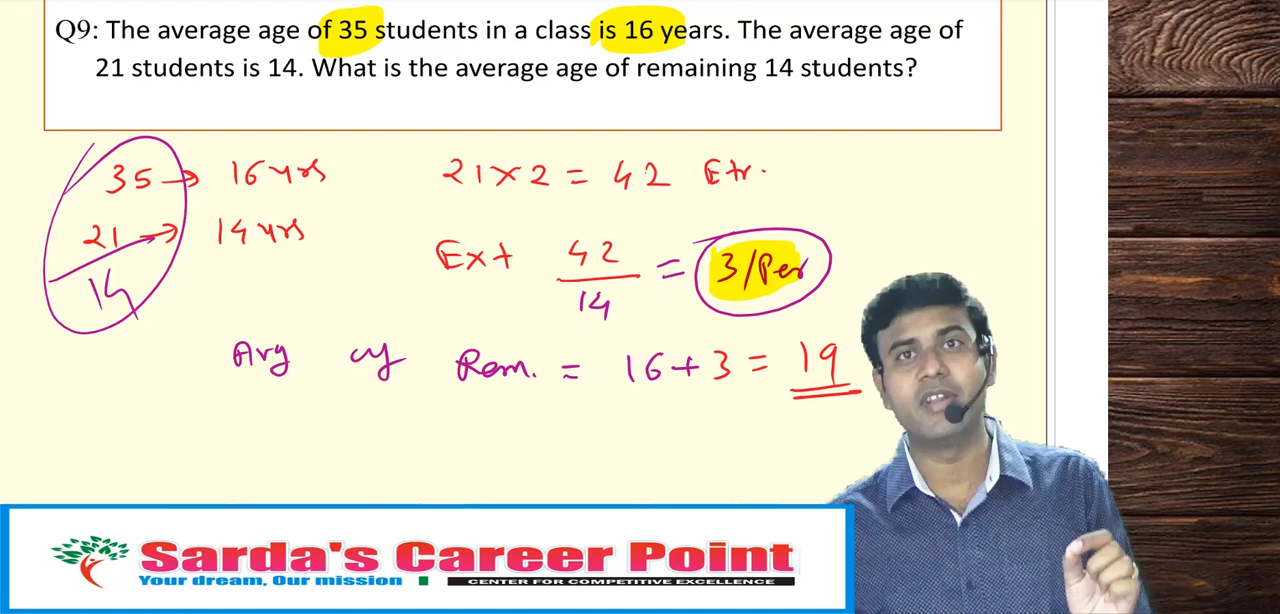 Q9: The average age of 35 students in a class is 16 years. The average age of
21 students is 14. What is the average age of remaining 14 students?
35 → 16 yrs
21 → 14 yrs
14
21 × 2 = 42 Etr.
Ext 42/14 = 3/Per
Avg of Rem. = 16 + 3 = 19
Sarda's Career Point
Your dream, Our mission
CENTER FOR COMPETITIVE EXCELLENCE